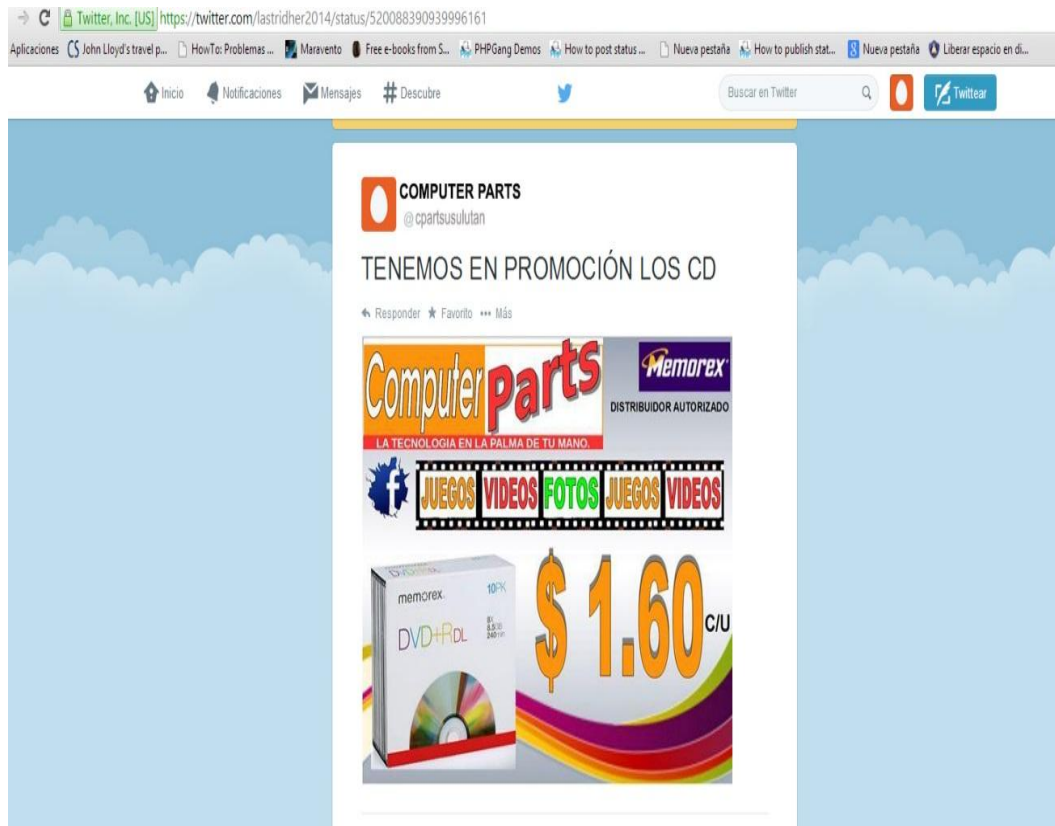 Twitter, Inc. [US] https://twitter.com/lastridher2014/status/520088390939996161
Aplicaciones John Lloyd's travel p... HowTo: Problemas ... Maravento Free e-books from S... PHPGang Demos How to post status ... Nueva pestaña How to publish stat... Nueva pestaña Liberar espacio en di...
Inicio Notificaciones Mensajes Descubre Buscar en Twitter Twittear
COMPUTER PARTS
@cpartsusulutan
TENEMOS EN PROMOCIÓN LOS CD
Responder Favorito Más
Computer Parts
LA TECNOLOGIA EN LA PALMA DE TU MANO.
Memorex
DISTRIBUIDOR AUTORIZADO
f JUEGOS VIDEOS FOTOS JUEGOS VIDEOS
memorex. 10PK
DVD+R DL 8X 8.5GB 240min
$ 1.60 C/U